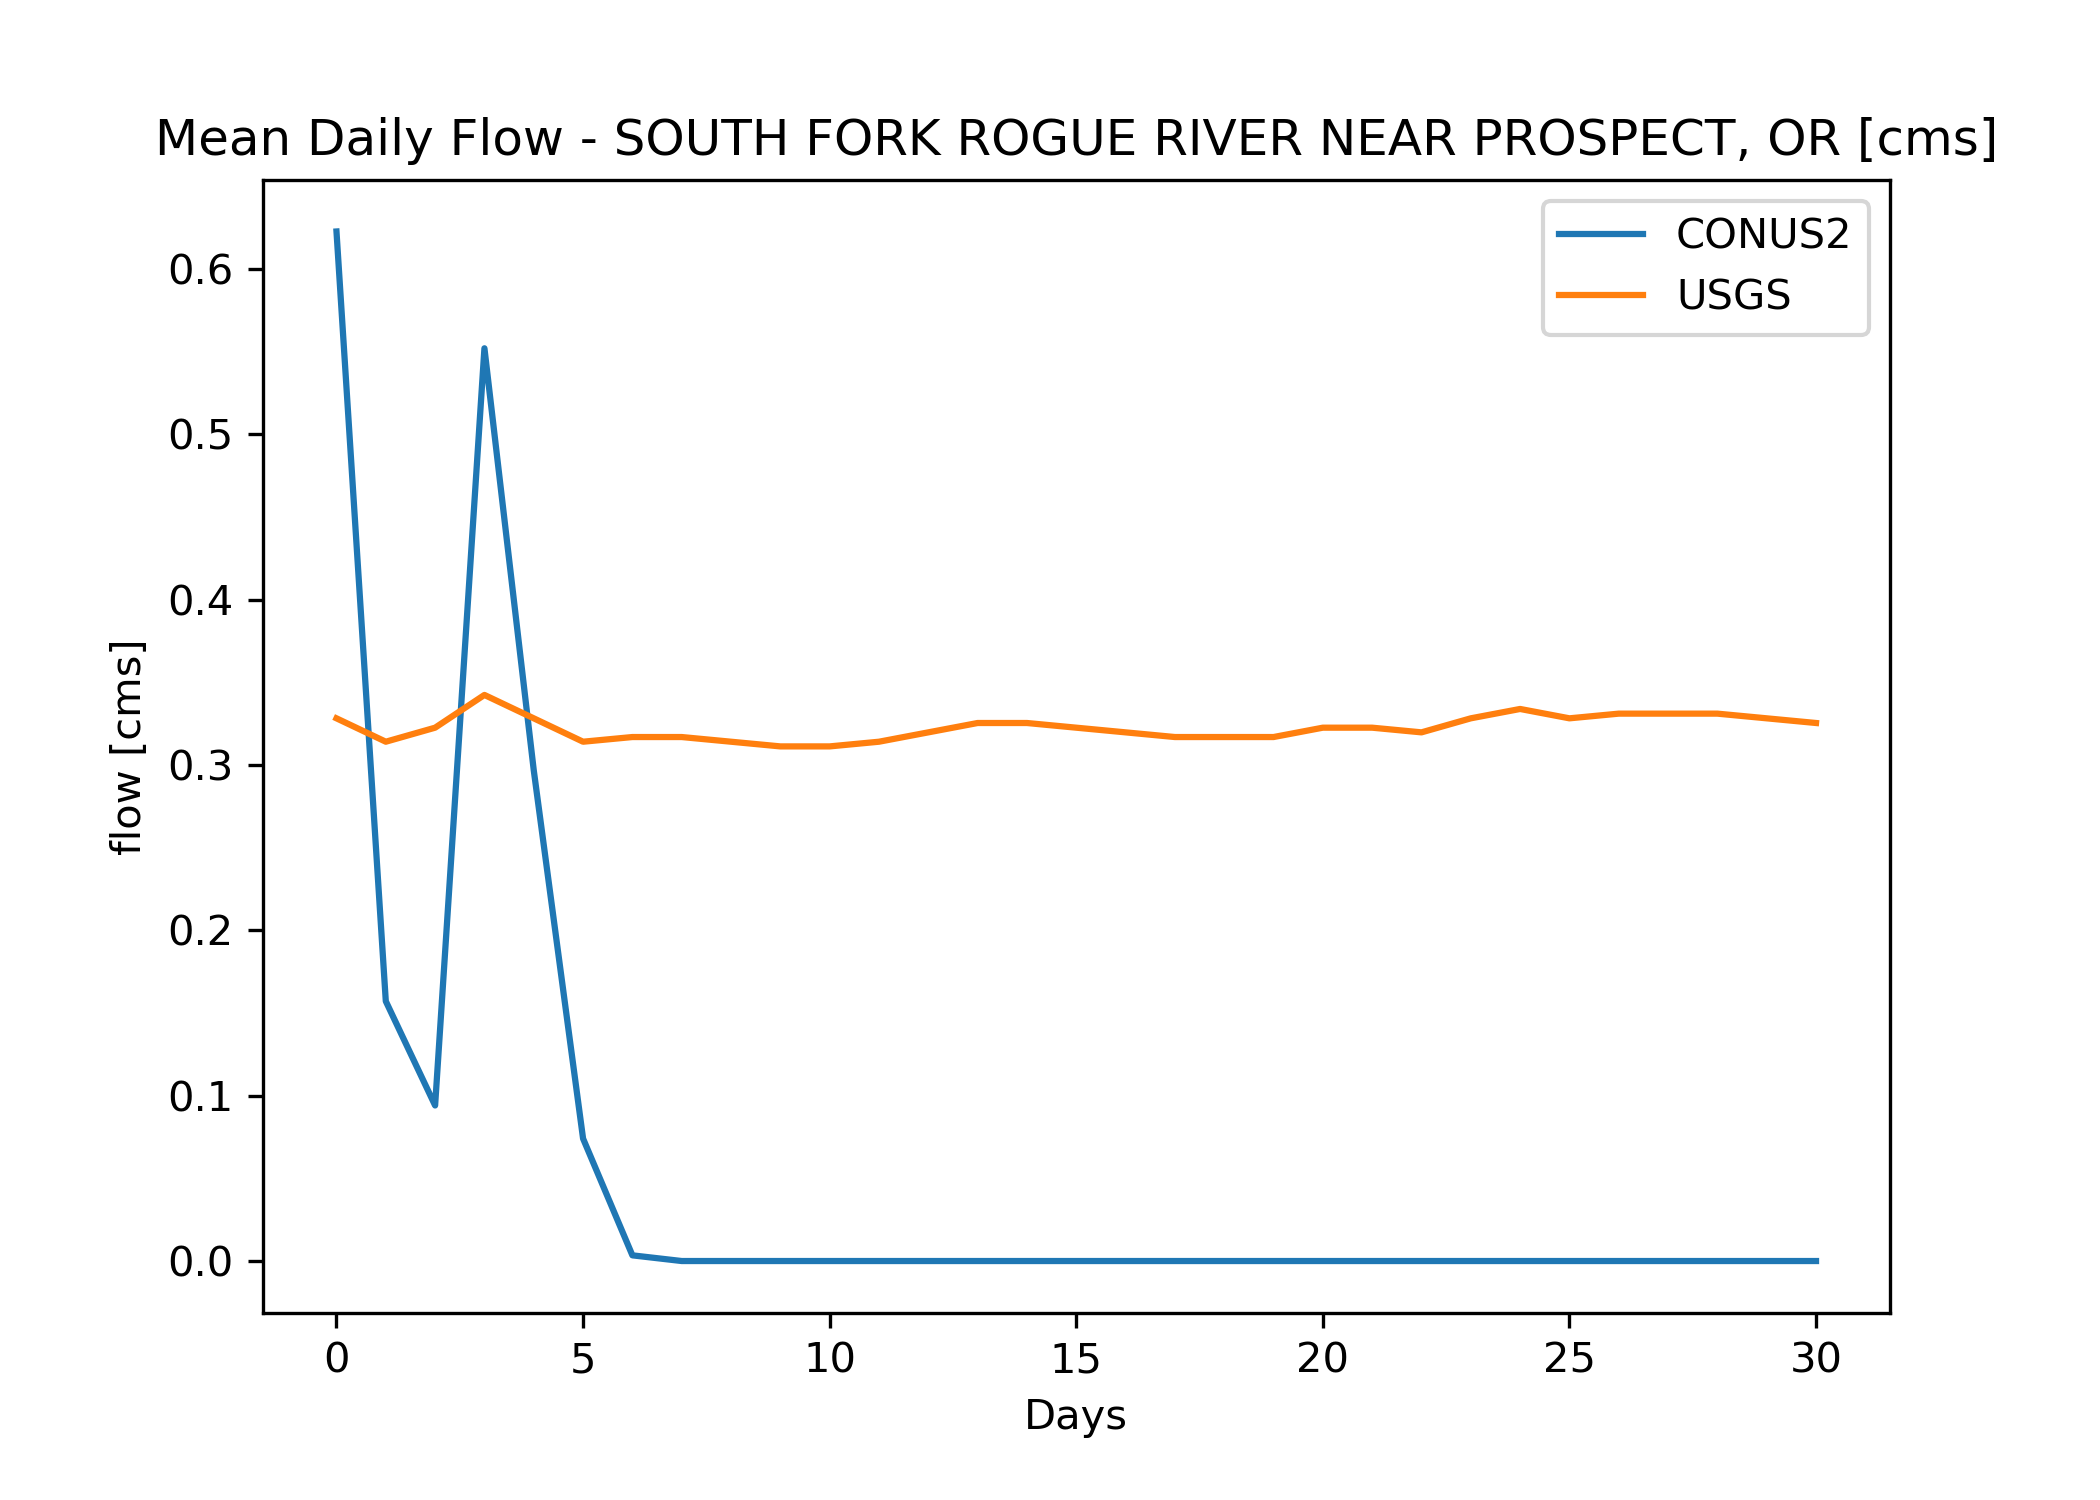 Mean Daily Flow - SOUTH FORK ROGUE RIVER NEAR PROSPECT, OR [cms]
CONUS2
USGS
0.6
0.5
0.4
0.3
0.2
0.1
0.0
flow [cms]
0 5 10 15 20 25 30
Days